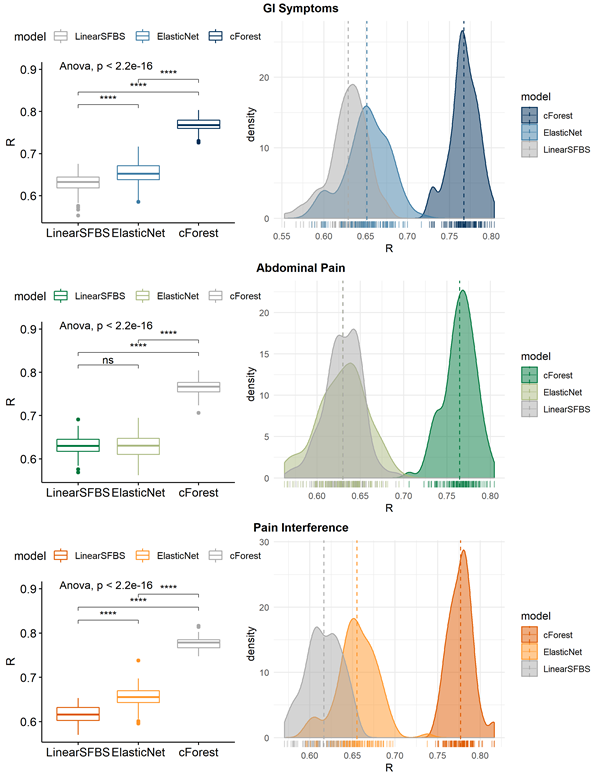 GI Symptoms
model LinearSFBS ElasticNet cForest
Anova, p < 2.2e-16
****
****
****
0.9
0.8
0.7
0.6
R
LinearSFBS ElasticNet cForest
density
20
10
0
0.55 0.60 0.65 0.70 0.75 0.80
R
model
cForest
ElasticNet
LinearSFBS
Abdominal Pain
model LinearSFBS ElasticNet cForest
Anova, p < 2.2e-16
****
****
ns
0.9
0.8
0.7
0.6
R
LinearSFBS ElasticNet cForest
density
20
15
10
5
0
0.60 0.65 0.70 0.75 0.80
R
model
cForest
ElasticNet
LinearSFBS
Pain Interference
model LinearSFBS ElasticNet cForest
Anova, p < 2.2e-16
****
****
****
0.9
0.8
0.7
0.6
R
LinearSFBS ElasticNet cForest
density
30
20
10
0
0.60 0.65 0.70 0.75 0.80
R
model
cForest
ElasticNet
LinearSFBS